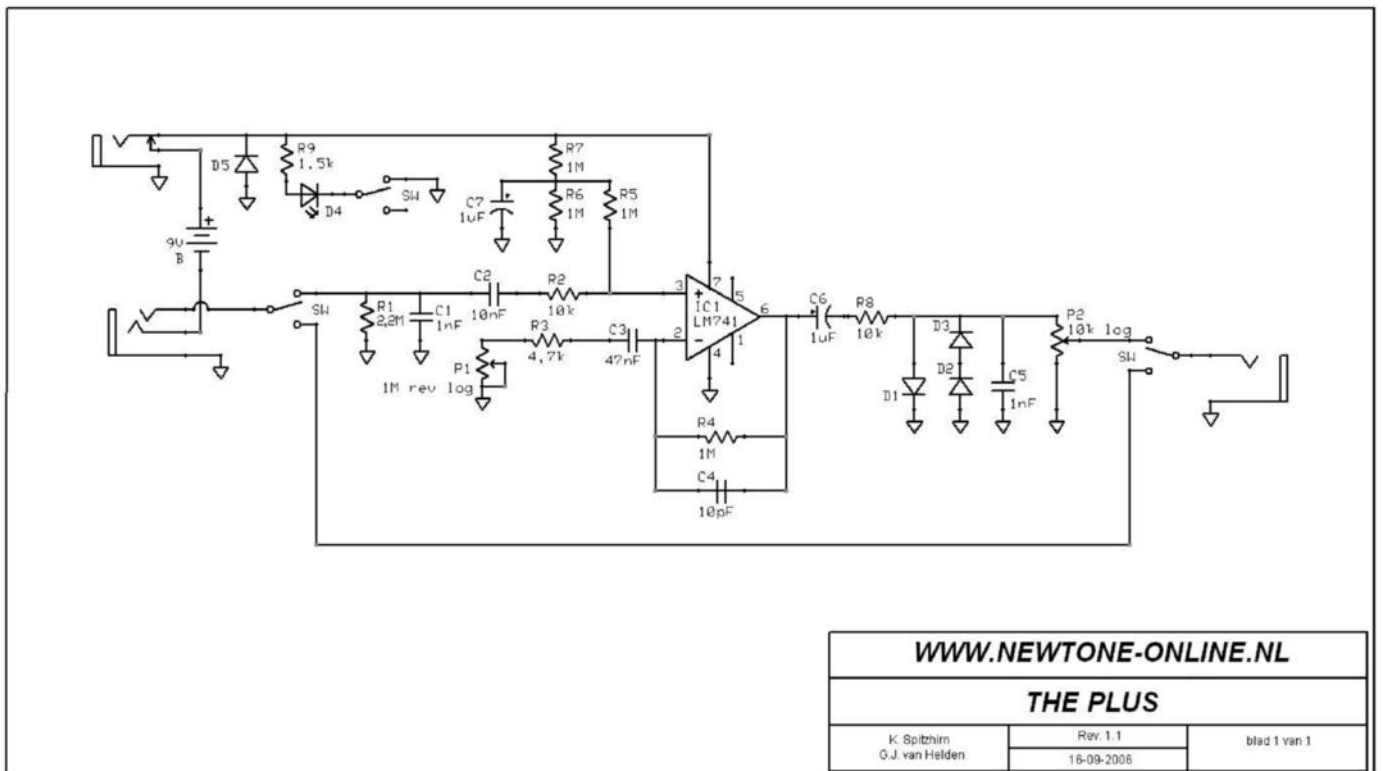 R9
1.5k
D5
D4
SW
R7
1M
C7
1uF
R6
1M
R5
1M
+
9V
B
SW
R1
2,2M
C1
1nF
C2
10nF
R2
10k
3
+
7
5
IC1
LM741
6
2
-
4
1
R3
4,7k
C3
47nF
P1
1M rev log
R4
1M
C4
10pF
C6
1uF
R8
10k
D1
D3
D2
C5
1nF
P2
10k log
SW
WWW.NEWTONE-ONLINE.NL
THE PLUS
K. Spitzhirn
G.J. van Helden
Rev. 1.1
16-09-2006
blad 1 van 1